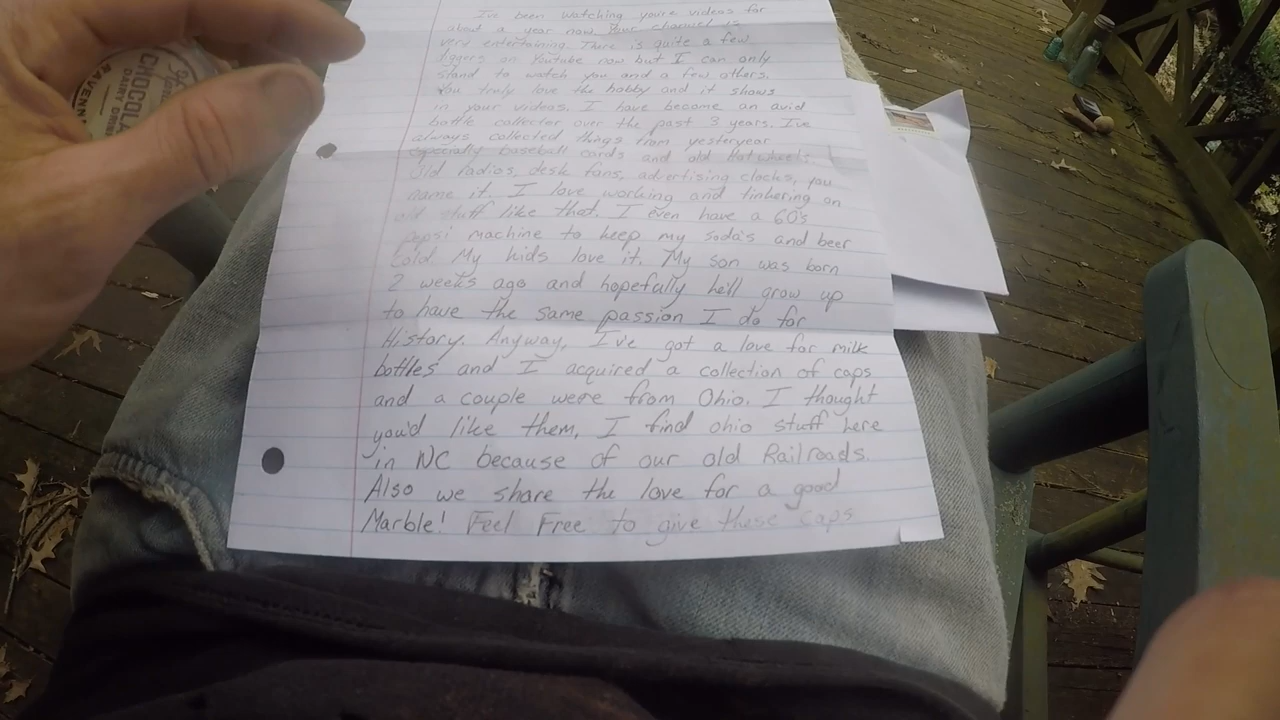 CHOCOLA
DAIRY
RAVENN
I've been watching youre videos for
about a year now. Your channel is
very entertaining. There is quite a few
diggers on Youtube now but I can only
stand to watch you and a few others.
You truly love the hobby and it shows
in your videos. I have become an avid
bottle collecter over the past 3 years. I've
always collected things from yesteryear
especially baseball cards and old Hotwheels.
Old radios, desk fans, advertising clocks, you
name it. I love working and tinkering on
old stuff like that. I even have a 60's
pepsi machine to keep my soda's and beer
cold. My kids love it. My son was born
2 weeks ago and hopefully he'll grow up
to have the same passion I do for
History. Anyway, I've got a love for milk
bottles and I acquired a collection of caps
and a couple were from Ohio. I thought
you'd like them, I find ohio stuff here
in NC because of our old Railroads.
Also we share the love for a good
Marble! Feel Free to give these caps